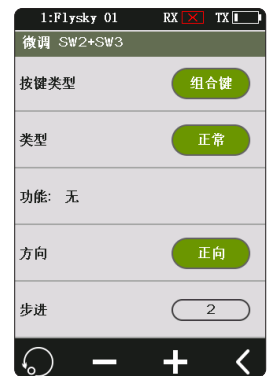 1:Flysky 01 RX TX
微调 SW2+SW3
按键类型 组合键
类型 正常
功能: 无
方向 正向
步进 2